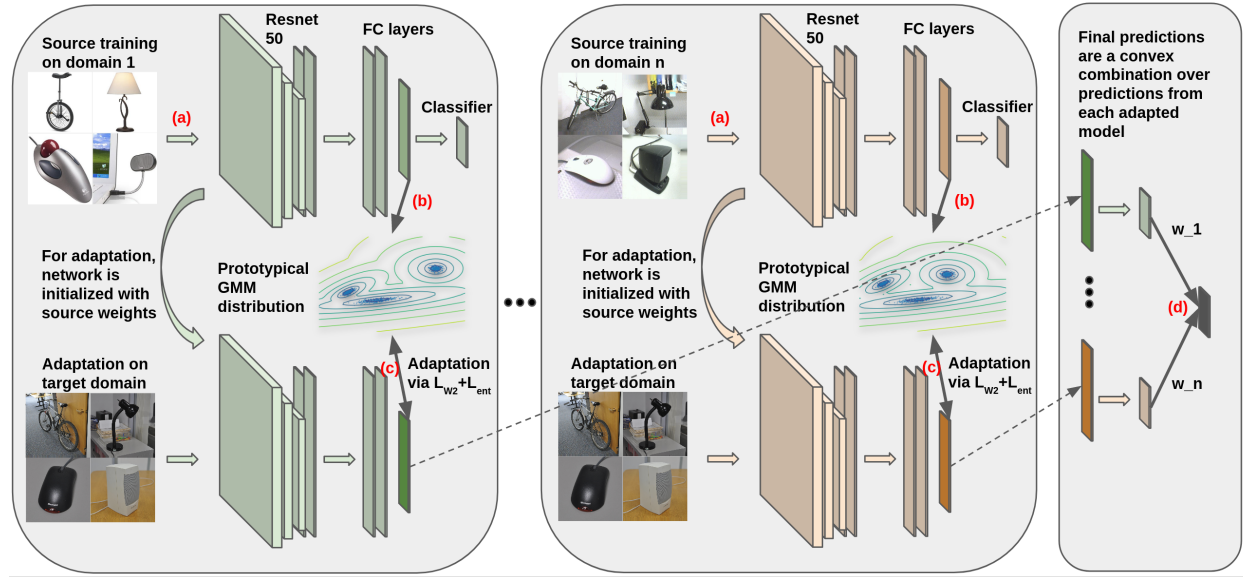 Source training
on domain 1
Resnet
50
FC layers
Classifier
(a)
(b)
For adaptation,
network is
initialized with
source weights
Prototypical
GMM
distribution
Adaptation on
target domain
(c)
Adaptation
via L_W2+L_ent
Source training
on domain n
Resnet
50
FC layers
Classifier
(a)
(b)
For adaptation,
network is
initialized with
source weights
Prototypical
GMM
distribution
Adaptation on
target domain
(c)
Adaptation
via L_W2+L_ent
Final predictions
are a convex
combination over
predictions from
each adapted
model
w_1
(d)
w_n